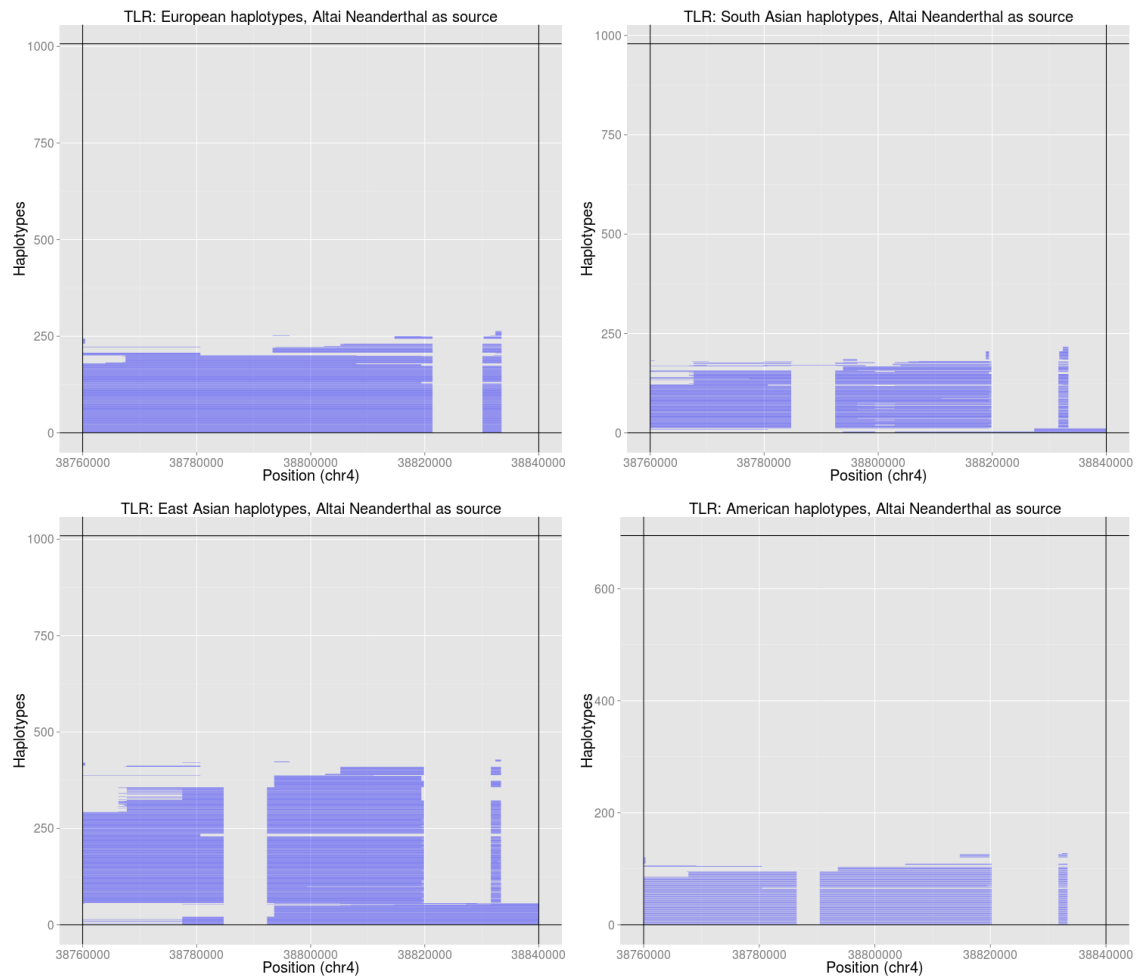 TLR: European haplotypes, Altai Neanderthal as source
1000
750
500
250
0
Haplotypes
38760000 38780000 38800000 38820000 38840000
Position (chr4)
TLR: South Asian haplotypes, Altai Neanderthal as source
1000
750
500
250
0
Haplotypes
38760000 38780000 38800000 38820000 38840000
Position (chr4)
TLR: East Asian haplotypes, Altai Neanderthal as source
1000
750
500
250
0
Haplotypes
38760000 38780000 38800000 38820000 38840000
Position (chr4)
TLR: American haplotypes, Altai Neanderthal as source
600
400
200
0
Haplotypes
38760000 38780000 38800000 38820000 38840000
Position (chr4)